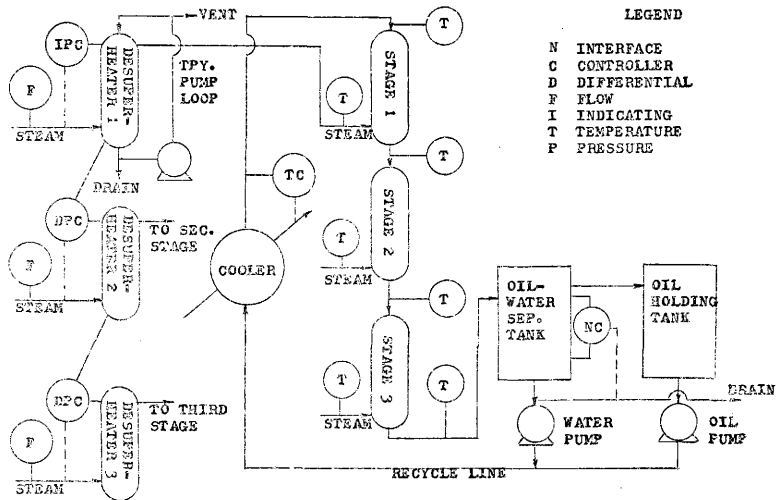 VENT
LEGEND
N INTERFACE
C CONTROLLER
D DIFFERENTIAL
F FLOW
I INDICATING
T TEMPERATURE
P PRESSURE
IPC
DESUPER-
HEATER 1
TPY.
PUMP
LOOP
F
STEAM
DRAIN
T
STAGE 1
T
STEAM
T
TC
DPC
DESUPER-
HEATER 2
TO SEC.
STAGE
F
STEAM
COOLER
STAGE 2
T
STEAM
T
OIL-
WATER
SEP.
TANK
NC
OIL
HOLDING
TANK
DPC
DESUPER-
HEATER 3
TO THIRD
STAGE
F
STEAM
STAGE 3
T
STEAM
T
DRAIN
WATER
PUMP
OIL
PUMP
RECYCLE LINE